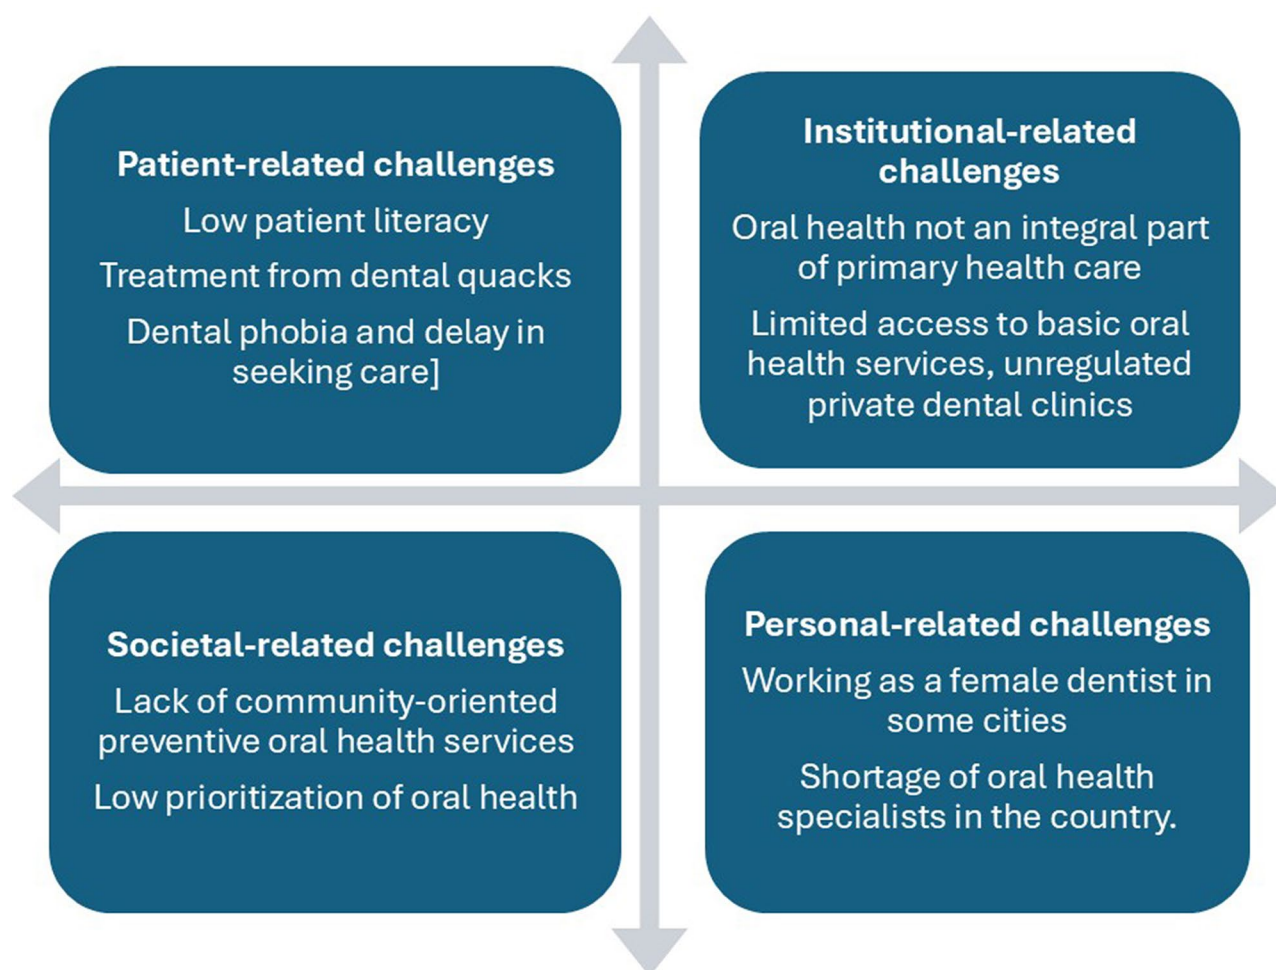 Patient-related challenges
Low patient literacy
Treatment from dental quacks
Dental phobia and delay in
seeking care]
Institutional-related
challenges
Oral health not an integral part
of primary health care
Limited access to basic oral
health services, unregulated
private dental clinics
Societal-related challenges
Lack of community-oriented
preventive oral health services
Low prioritization of oral health
Personal-related challenges
Working as a female dentist in
some cities
Shortage of oral health
specialists in the country.